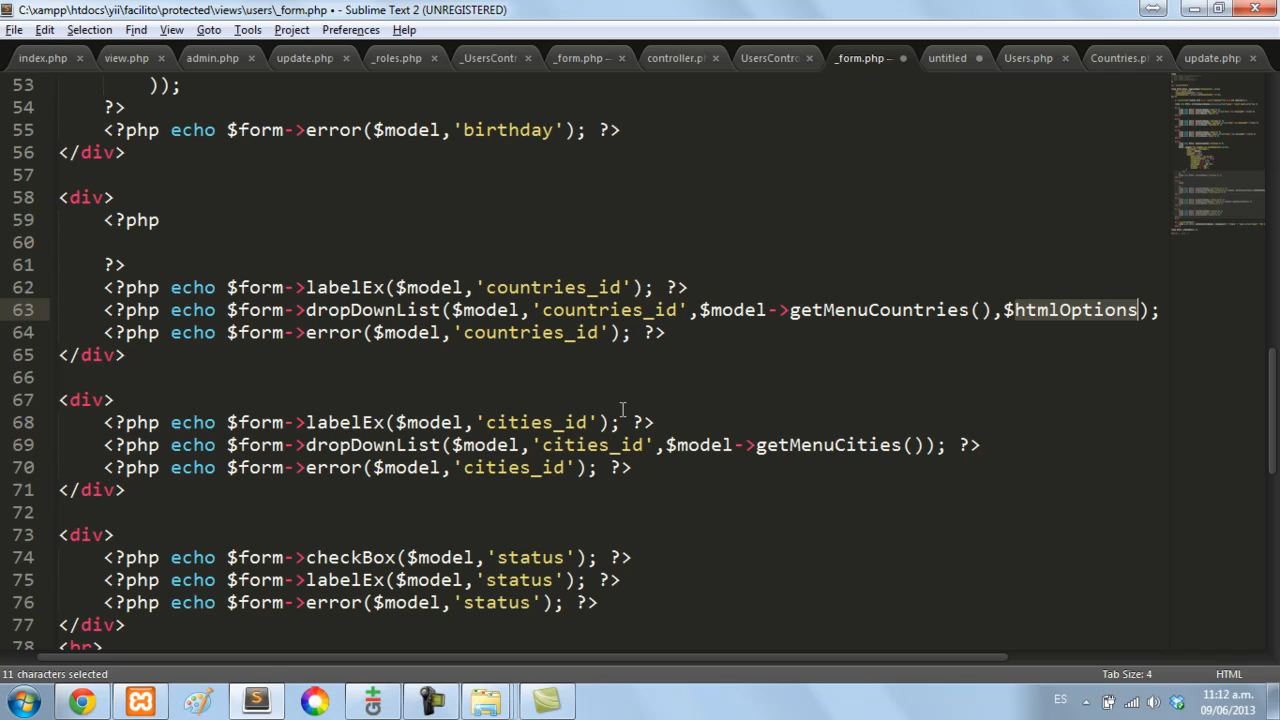 C:\xampp\htdocs\yii\facilito\protected\views\users\_form.php • - Sublime Text 2 (UNREGISTERED)
File Edit Selection Find View Goto Tools Project Preferences Help
index.php view.php admin.php update.php _roles.php _UsersContr _form.php — controller.php UsersContro _form.php — untitled Users.php Countries.p update.php
53 ));
54 ?>
55 <?php echo $form->error($model,'birthday'); ?>
56 </div>
57
58 <div>
59 <?php
60
61 ?>
62 <?php echo $form->labelEx($model,'countries_id'); ?>
63 <?php echo $form->dropDownList($model,'countries_id',$model->getMenuCountries(),$htmlOptions);
64 <?php echo $form->error($model,'countries_id'); ?>
65 </div>
66
67 <div>
68 <?php echo $form->labelEx($model,'cities_id'); ?>
69 <?php echo $form->dropDownList($model,'cities_id',$model->getMenuCities()); ?>
70 <?php echo $form->error($model,'cities_id'); ?>
71 </div>
72
73 <div>
74 <?php echo $form->checkBox($model,'status'); ?>
75 <?php echo $form->labelEx($model,'status'); ?>
76 <?php echo $form->error($model,'status'); ?>
77 </div>
78 <br>
11 characters selected Tab Size: 4 HTML
ES 11:12 a.m.
09/06/2013